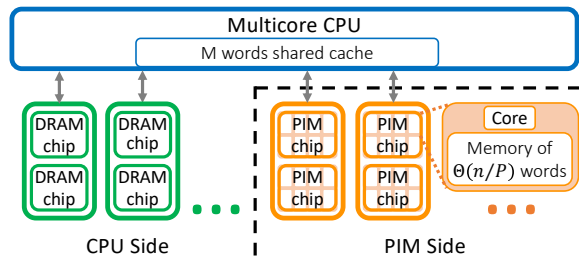 Multicore CPU
M words shared cache
DRAM
chip
DRAM
chip
DRAM
chip
DRAM
chip
CPU Side
PIM
chip
PIM
chip
PIM
chip
PIM
chip
Core
Memory of
Θ(n/P) words
PIM Side